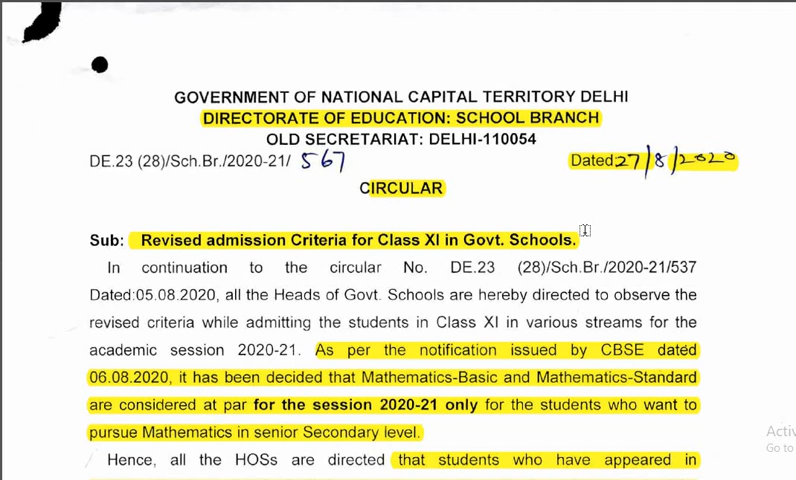 GOVERNMENT OF NATIONAL CAPITAL TERRITORY DELHI
DIRECTORATE OF EDUCATION: SCHOOL BRANCH
OLD SECRETARIAT: DELHI-110054
DE.23 (28)/Sch.Br./2020-21/ 567 Dated:27/8/2020
CIRCULAR
Sub: Revised admission Criteria for Class XI in Govt. Schools.
In continuation to the circular No. DE.23 (28)/Sch.Br./2020-21/537
Dated:05.08.2020, all the Heads of Govt. Schools are hereby directed to observe the
revised criteria while admitting the students in Class XI in various streams for the
academic session 2020-21. As per the notification issued by CBSE dated
06.08.2020, it has been decided that Mathematics-Basic and Mathematics-Standard
are considered at par for the session 2020-21 only for the students who want to
pursue Mathematics in senior Secondary level.
Hence, all the HOSs are directed that students who have appeared in
Go to